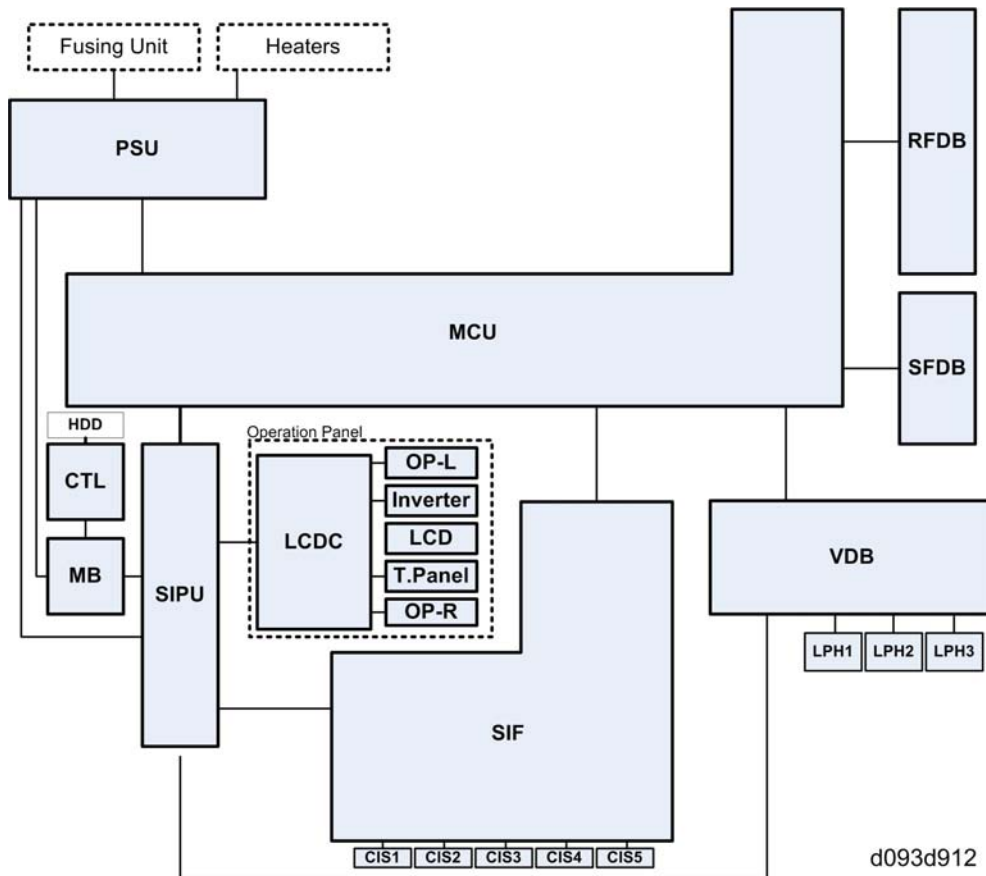 Fusing Unit
Heaters
PSU
RFDB
MCU
SFDB
HDD
CTL
MB
SIPU
Operation Panel
LCDC
OP-L
Inverter
LCD
T.Panel
OP-R
VDB
LPH1
LPH2
LPH3
SIF
CIS1
CIS2
CIS3
CIS4
CIS5
d093d912